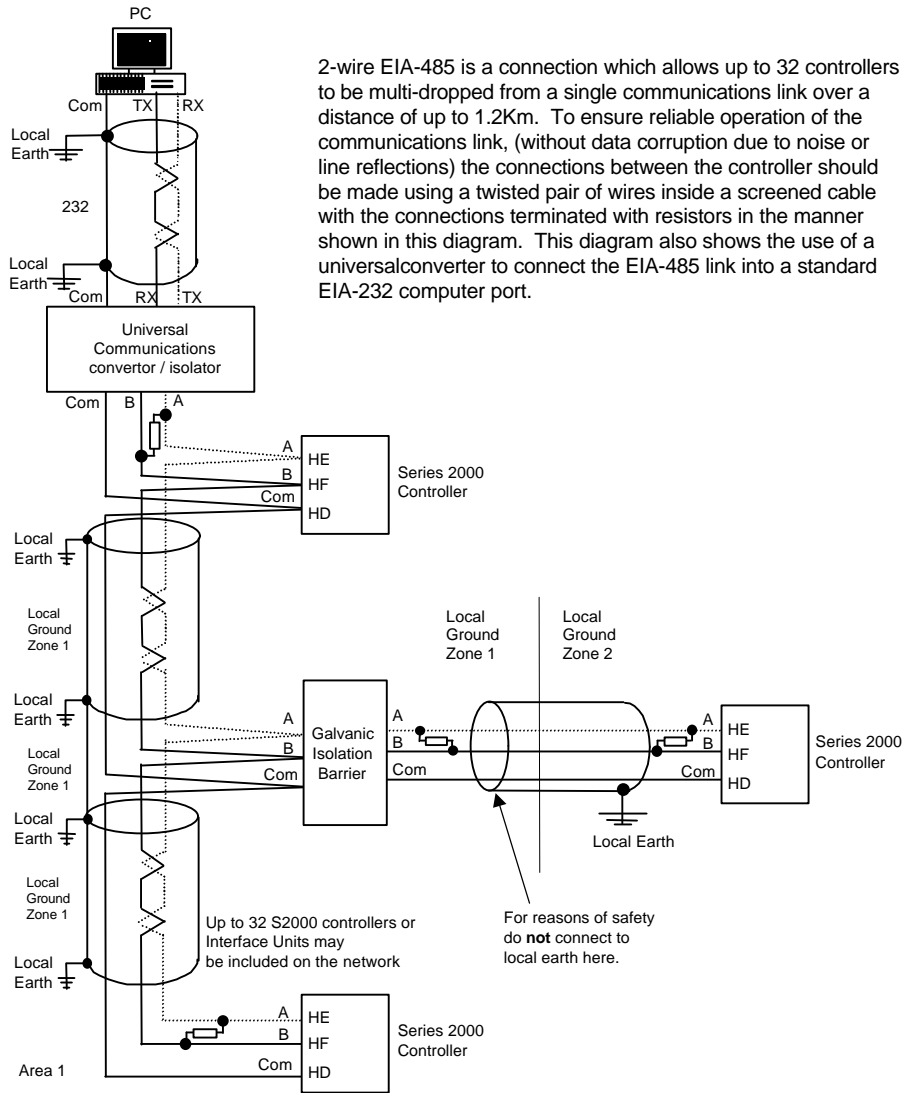 PC
2-wire EIA-485 is a connection which allows up to 32 controllers
to be multi-dropped from a single communications link over a
distance of up to 1.2Km. To ensure reliable operation of the
communications link, (without data corruption due to noise or
line reflections) the connections between the controller should
be made using a twisted pair of wires inside a screened cable
with the connections terminated with resistors in the manner
shown in this diagram. This diagram also shows the use of a
universalconverter to connect the EIA-485 link into a standard
EIA-232 computer port.
Com TX RX
Local
Earth
232
Local
Earth
Com RX TX
Universal
Communications
convertor / isolator
Com B A
A HE
B HF
Com HD
Series 2000
Controller
Local
Earth
Local
Ground
Zone 1
Local
Earth
Local
Ground
Zone 1
Local
Ground
Zone 2
A
B
Com
Galvanic
Isolation
Barrier
A
B
Com
A HE
B HF
Com HD
Series 2000
Controller
Local
Ground
Zone 1
Local
Earth
Local Earth
Local
Ground
Zone 1
For reasons of safety
do not connect to
local earth here.
Up to 32 S2000 controllers or
Interface Units may
be included on the network
Local
Earth
A HE
B HF
Com HD
Series 2000
Controller
Area 1